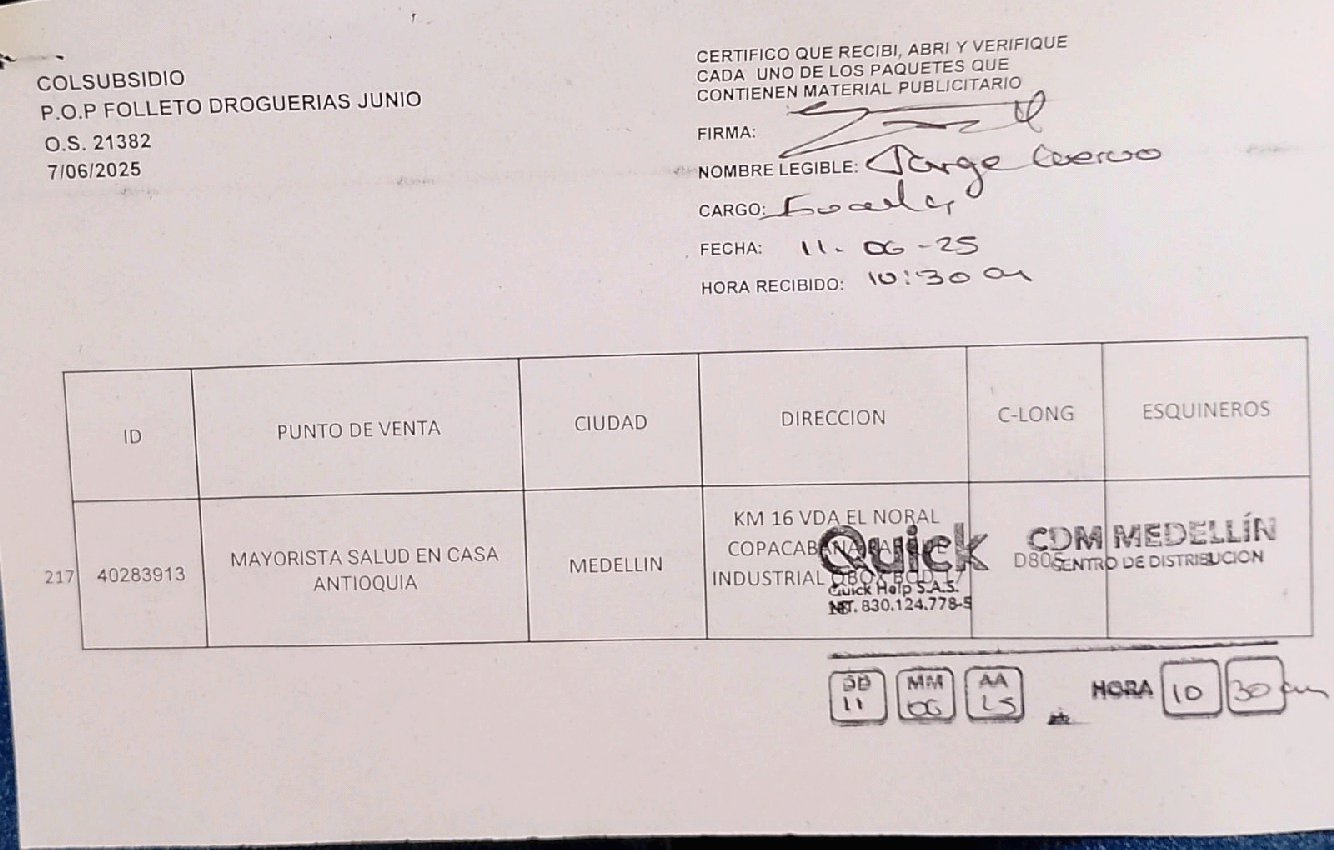 COLSUBSIDIO
P.O.P FOLLETO DROGUERIAS JUNIO
O.S. 21382
7/06/2025
CERTIFICO QUE RECIBI, ABRI Y VERIFIQUE
CADA UNO DE LOS PAQUETES QUE
CONTIENEN MATERIAL PUBLICITARIO
FIRMA:
NOMBRE LEGIBLE: Jorge Cuervo
CARGO:
FECHA: 11-06-25
HORA RECIBIDO: 10:30 am
ID PUNTO DE VENTA CIUDAD DIRECCION C-LONG ESQUINEROS
217 40283913
MAYORISTA SALUD EN CASA
ANTIOQUIA
MEDELLIN
KM 16 VDA EL NORAL
COPACABANA
INDUSTRIAL QBOX BOD 17
D80
Quick
Quick Help S.A.S.
NIT. 830.124.778-5
CDM MEDELLÍN
CENTRO DE DISTRIBUCION
DD MM AA HORA
11 06 25 10 30 am